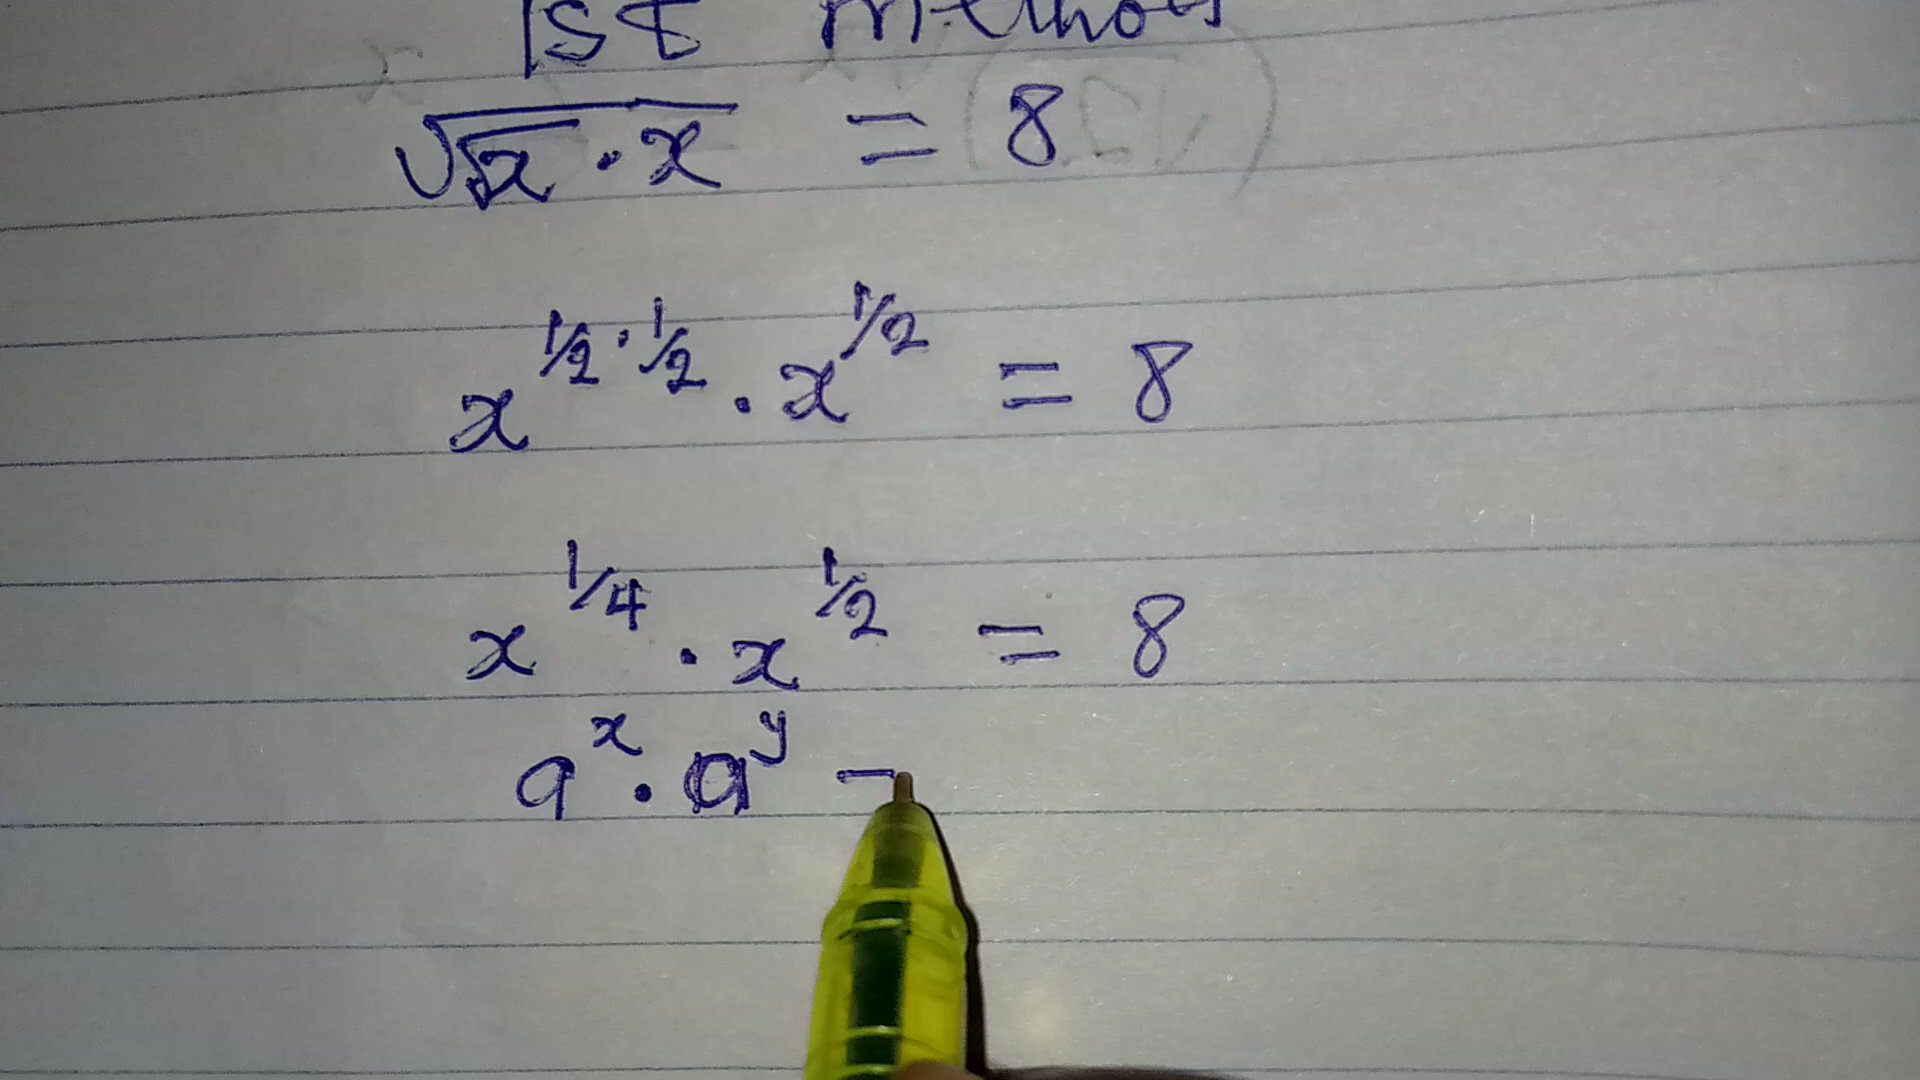 1st method
√(√x · x) = 8
x^(1/2 · 1/2) · x^(1/2) = 8
x^(1/4) · x^(1/2) = 8
a^x · a^y =